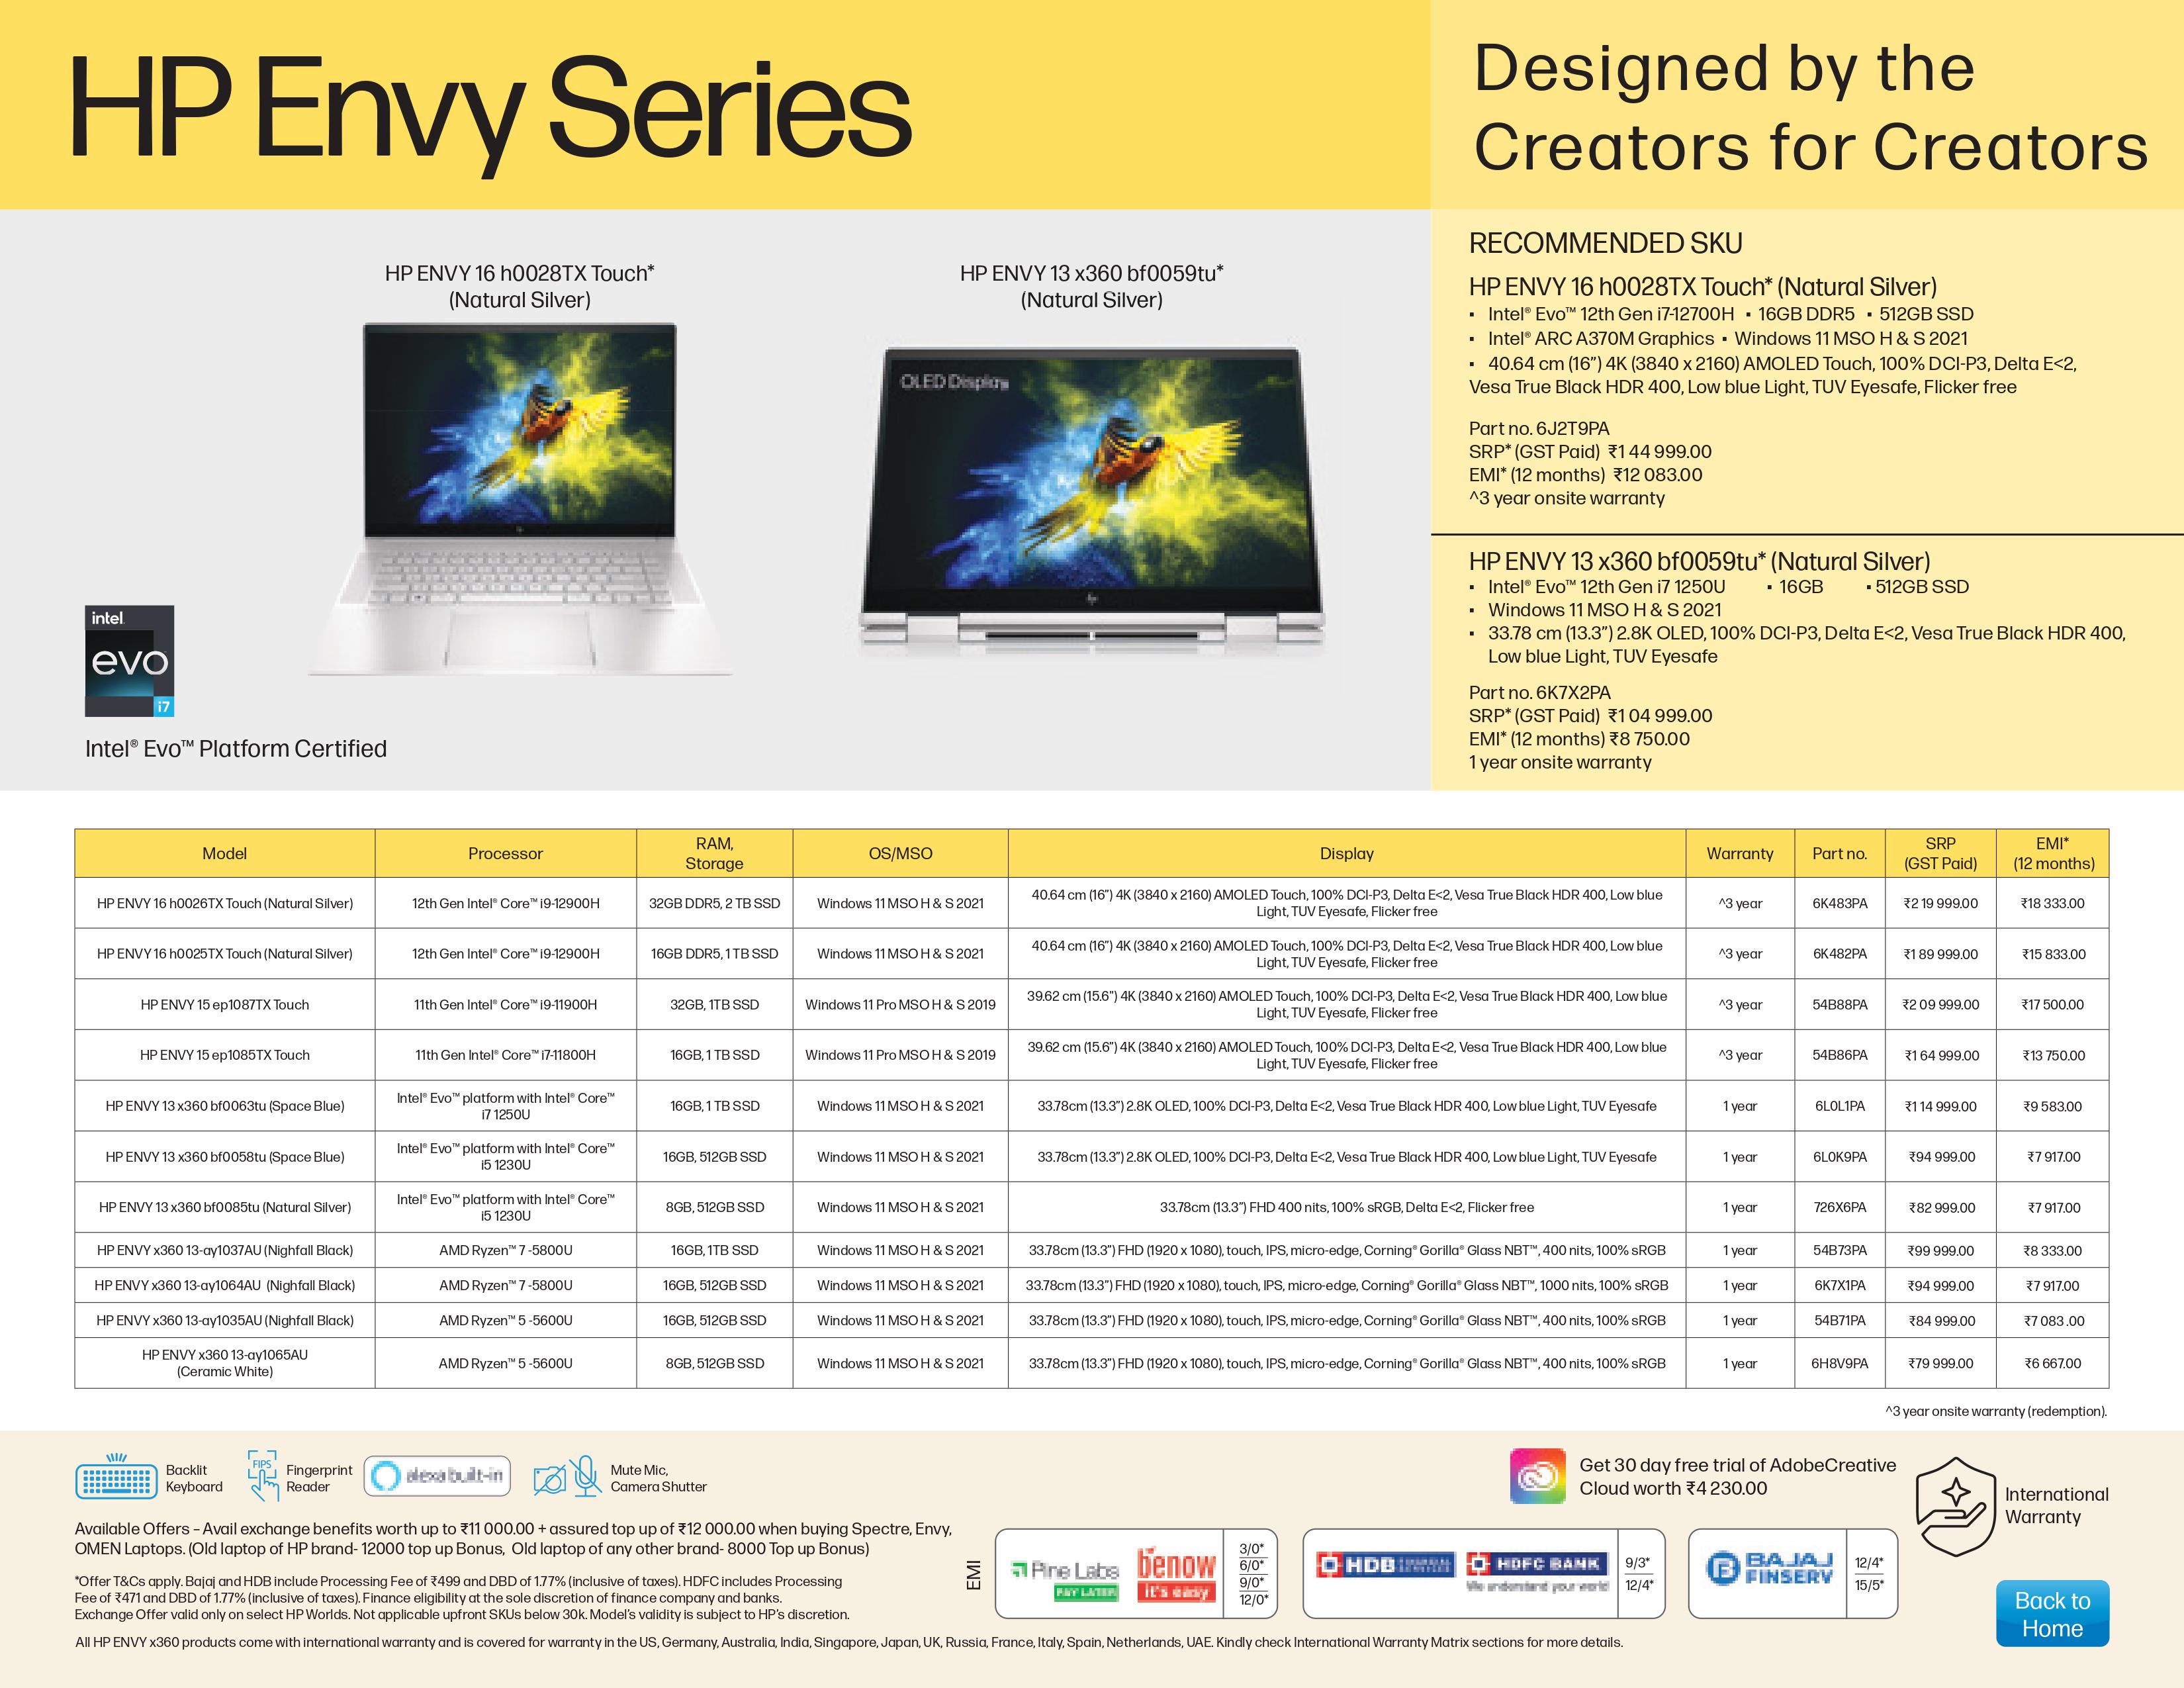 HP Envy Series
Designed by the
Creators for Creators
HP ENVY 16 h0028TX Touch*
(Natural Silver)
HP ENVY 13 x360 bf0059tu*
(Natural Silver)
OLED Display
intel
evo
i7
Intel® Evo™ Platform Certified
RECOMMENDED SKU
HP ENVY 16 h0028TX Touch* (Natural Silver)
▪ Intel® Evo™ 12th Gen i7-12700H ▪ 16GB DDR5 ▪ 512GB SSD
▪ Intel® ARC A370M Graphics ▪ Windows 11 MSO H & S 2021
▪ 40.64 cm (16”) 4K (3840 x 2160) AMOLED Touch, 100% DCI-P3, Delta E<2,
Vesa True Black HDR 400, Low blue Light, TUV Eyesafe, Flicker free
Part no. 6J2T9PA
SRP* (GST Paid) ₹1 44 999.00
EMI* (12 months) ₹12 083.00
^3 year onsite warranty
HP ENVY 13 x360 bf0059tu* (Natural Silver)
▪ Intel® Evo™ 12th Gen i7 1250U ▪ 16GB ▪ 512GB SSD
▪ Windows 11 MSO H & S 2021
▪ 33.78 cm (13.3”) 2.8K OLED, 100% DCI-P3, Delta E<2, Vesa True Black HDR 400,
Low blue Light, TUV Eyesafe
Part no. 6K7X2PA
SRP* (GST Paid) ₹1 04 999.00
EMI* (12 months) ₹8 750.00
1 year onsite warranty
Model Processor RAM, Storage OS/MSO Display Warranty Part no. SRP (GST Paid) EMI* (12 months)
HP ENVY 16 h0026TX Touch (Natural Silver) 12th Gen Intel® Core™ i9-12900H 32GB DDR5, 2 TB SSD Windows 11 MSO H & S 2021 40.64 cm (16”) 4K (3840 x 2160) AMOLED Touch, 100% DCI-P3, Delta E<2, Vesa True Black HDR 400, Low blue Light, TUV Eyesafe, Flicker free ^3 year 6K483PA ₹2 19 999.00 ₹18 333.00
HP ENVY 16 h0025TX Touch (Natural Silver) 12th Gen Intel® Core™ i9-12900H 16GB DDR5, 1 TB SSD Windows 11 MSO H & S 2021 40.64 cm (16”) 4K (3840 x 2160) AMOLED Touch, 100% DCI-P3, Delta E<2, Vesa True Black HDR 400, Low blue Light, TUV Eyesafe, Flicker free ^3 year 6K482PA ₹1 89 999.00 ₹15 833.00
HP ENVY 15 ep1087TX Touch 11th Gen Intel® Core™ i9-11900H 32GB, 1TB SSD Windows 11 Pro MSO H & S 2019 39.62 cm (15.6”) 4K (3840 x 2160) AMOLED Touch, 100% DCI-P3, Delta E<2, Vesa True Black HDR 400, Low blue Light, TUV Eyesafe, Flicker free ^3 year 54B88PA ₹2 09 999.00 ₹17 500.00
HP ENVY 15 ep1085TX Touch 11th Gen Intel® Core™ i7-11800H 16GB, 1 TB SSD Windows 11 Pro MSO H & S 2019 39.62 cm (15.6”) 4K (3840 x 2160) AMOLED Touch, 100% DCI-P3, Delta E<2, Vesa True Black HDR 400, Low blue Light, TUV Eyesafe, Flicker free ^3 year 54B86PA ₹1 64 999.00 ₹13 750.00
HP ENVY 13 x360 bf0063tu (Space Blue) Intel® Evo™ platform with Intel® Core™ i7 1250U 16GB, 1 TB SSD Windows 11 MSO H & S 2021 33.78cm (13.3”) 2.8K OLED, 100% DCI-P3, Delta E<2, Vesa True Black HDR 400, Low blue Light, TUV Eyesafe 1 year 6L0L1PA ₹1 14 999.00 ₹9 583.00
HP ENVY 13 x360 bf0058tu (Space Blue) Intel® Evo™ platform with Intel® Core™ i5 1230U 16GB, 512GB SSD Windows 11 MSO H & S 2021 33.78cm (13.3”) 2.8K OLED, 100% DCI-P3, Delta E<2, Vesa True Black HDR 400, Low blue Light, TUV Eyesafe 1 year 6L0K9PA ₹94 999.00 ₹7 917.00
HP ENVY 13 x360 bf0085tu (Natural Silver) Intel® Evo™ platform with Intel® Core™ i5 1230U 8GB, 512GB SSD Windows 11 MSO H & S 2021 33.78cm (13.3”) FHD 400 nits, 100% sRGB, Delta E<2, Flicker free 1 year 726X6PA ₹82 999.00 ₹7 917.00
HP ENVY x360 13-ay1037AU (Nighfall Black) AMD Ryzen™ 7 -5800U 16GB, 1TB SSD Windows 11 MSO H & S 2021 33.78cm (13.3”) FHD (1920 x 1080), touch, IPS, micro-edge, Corning® Gorilla® Glass NBT™, 400 nits, 100% sRGB 1 year 54B73PA ₹99 999.00 ₹8 333.00
HP ENVY x360 13-ay1064AU (Nighfall Black) AMD Ryzen™ 7 -5800U 16GB, 512GB SSD Windows 11 MSO H & S 2021 33.78cm (13.3”) FHD (1920 x 1080), touch, IPS, micro-edge, Corning® Gorilla® Glass NBT™, 1000 nits, 100% sRGB 1 year 6K7X1PA ₹94 999.00 ₹7 917.00
HP ENVY x360 13-ay1035AU (Nighfall Black) AMD Ryzen™ 5 -5600U 16GB, 512GB SSD Windows 11 MSO H & S 2021 33.78cm (13.3”) FHD (1920 x 1080), touch, IPS, micro-edge, Corning® Gorilla® Glass NBT™, 400 nits, 100% sRGB 1 year 54B71PA ₹84 999.00 ₹7 083 .00
HP ENVY x360 13-ay1065AU (Ceramic White) AMD Ryzen™ 5 -5600U 8GB, 512GB SSD Windows 11 MSO H & S 2021 33.78cm (13.3”) FHD (1920 x 1080), touch, IPS, micro-edge, Corning® Gorilla® Glass NBT™, 400 nits, 100% sRGB 1 year 6H8V9PA ₹79 999.00 ₹6 667.00
^3 year onsite warranty (redemption).
Backlit
Keyboard
FIPS
Fingerprint
Reader
alexa built-in
Mute Mic,
Camera Shutter
Get 30 day free trial of AdobeCreative
Cloud worth ₹4 230.00
International
Warranty
Available Offers – Avail exchange benefits worth up to ₹11 000.00 + assured top up of ₹12 000.00 when buying Spectre, Envy,
OMEN Laptops. (Old laptop of HP brand- 12000 top up Bonus, Old laptop of any other brand- 8000 Top up Bonus)
*Offer T&Cs apply. Bajaj and HDB include Processing Fee of ₹499 and DBD of 1.77% (inclusive of taxes). HDFC includes Processing
Fee of ₹471 and DBD of 1.77% (inclusive of taxes). Finance eligibility at the sole discretion of finance company and banks.
Exchange Offer valid only on select HP Worlds. Not applicable upfront SKUs below 30k. Model’s validity is subject to HP’s discretion.
All HP ENVY x360 products come with international warranty and is covered for warranty in the US, Germany, Australia, India, Singapore, Japan, UK, Russia, France, Italy, Spain, Netherlands, UAE. Kindly check International Warranty Matrix sections for more details.
EMI
Pine Labs
PAY LATER
benow
it's easy
3/0*
6/0*
9/0*
12/0*
HDB
HDFC BANK
We understand your world
9/3*
12/4*
BAJAJ
FINSERV
12/4*
15/5*
Back to
Home